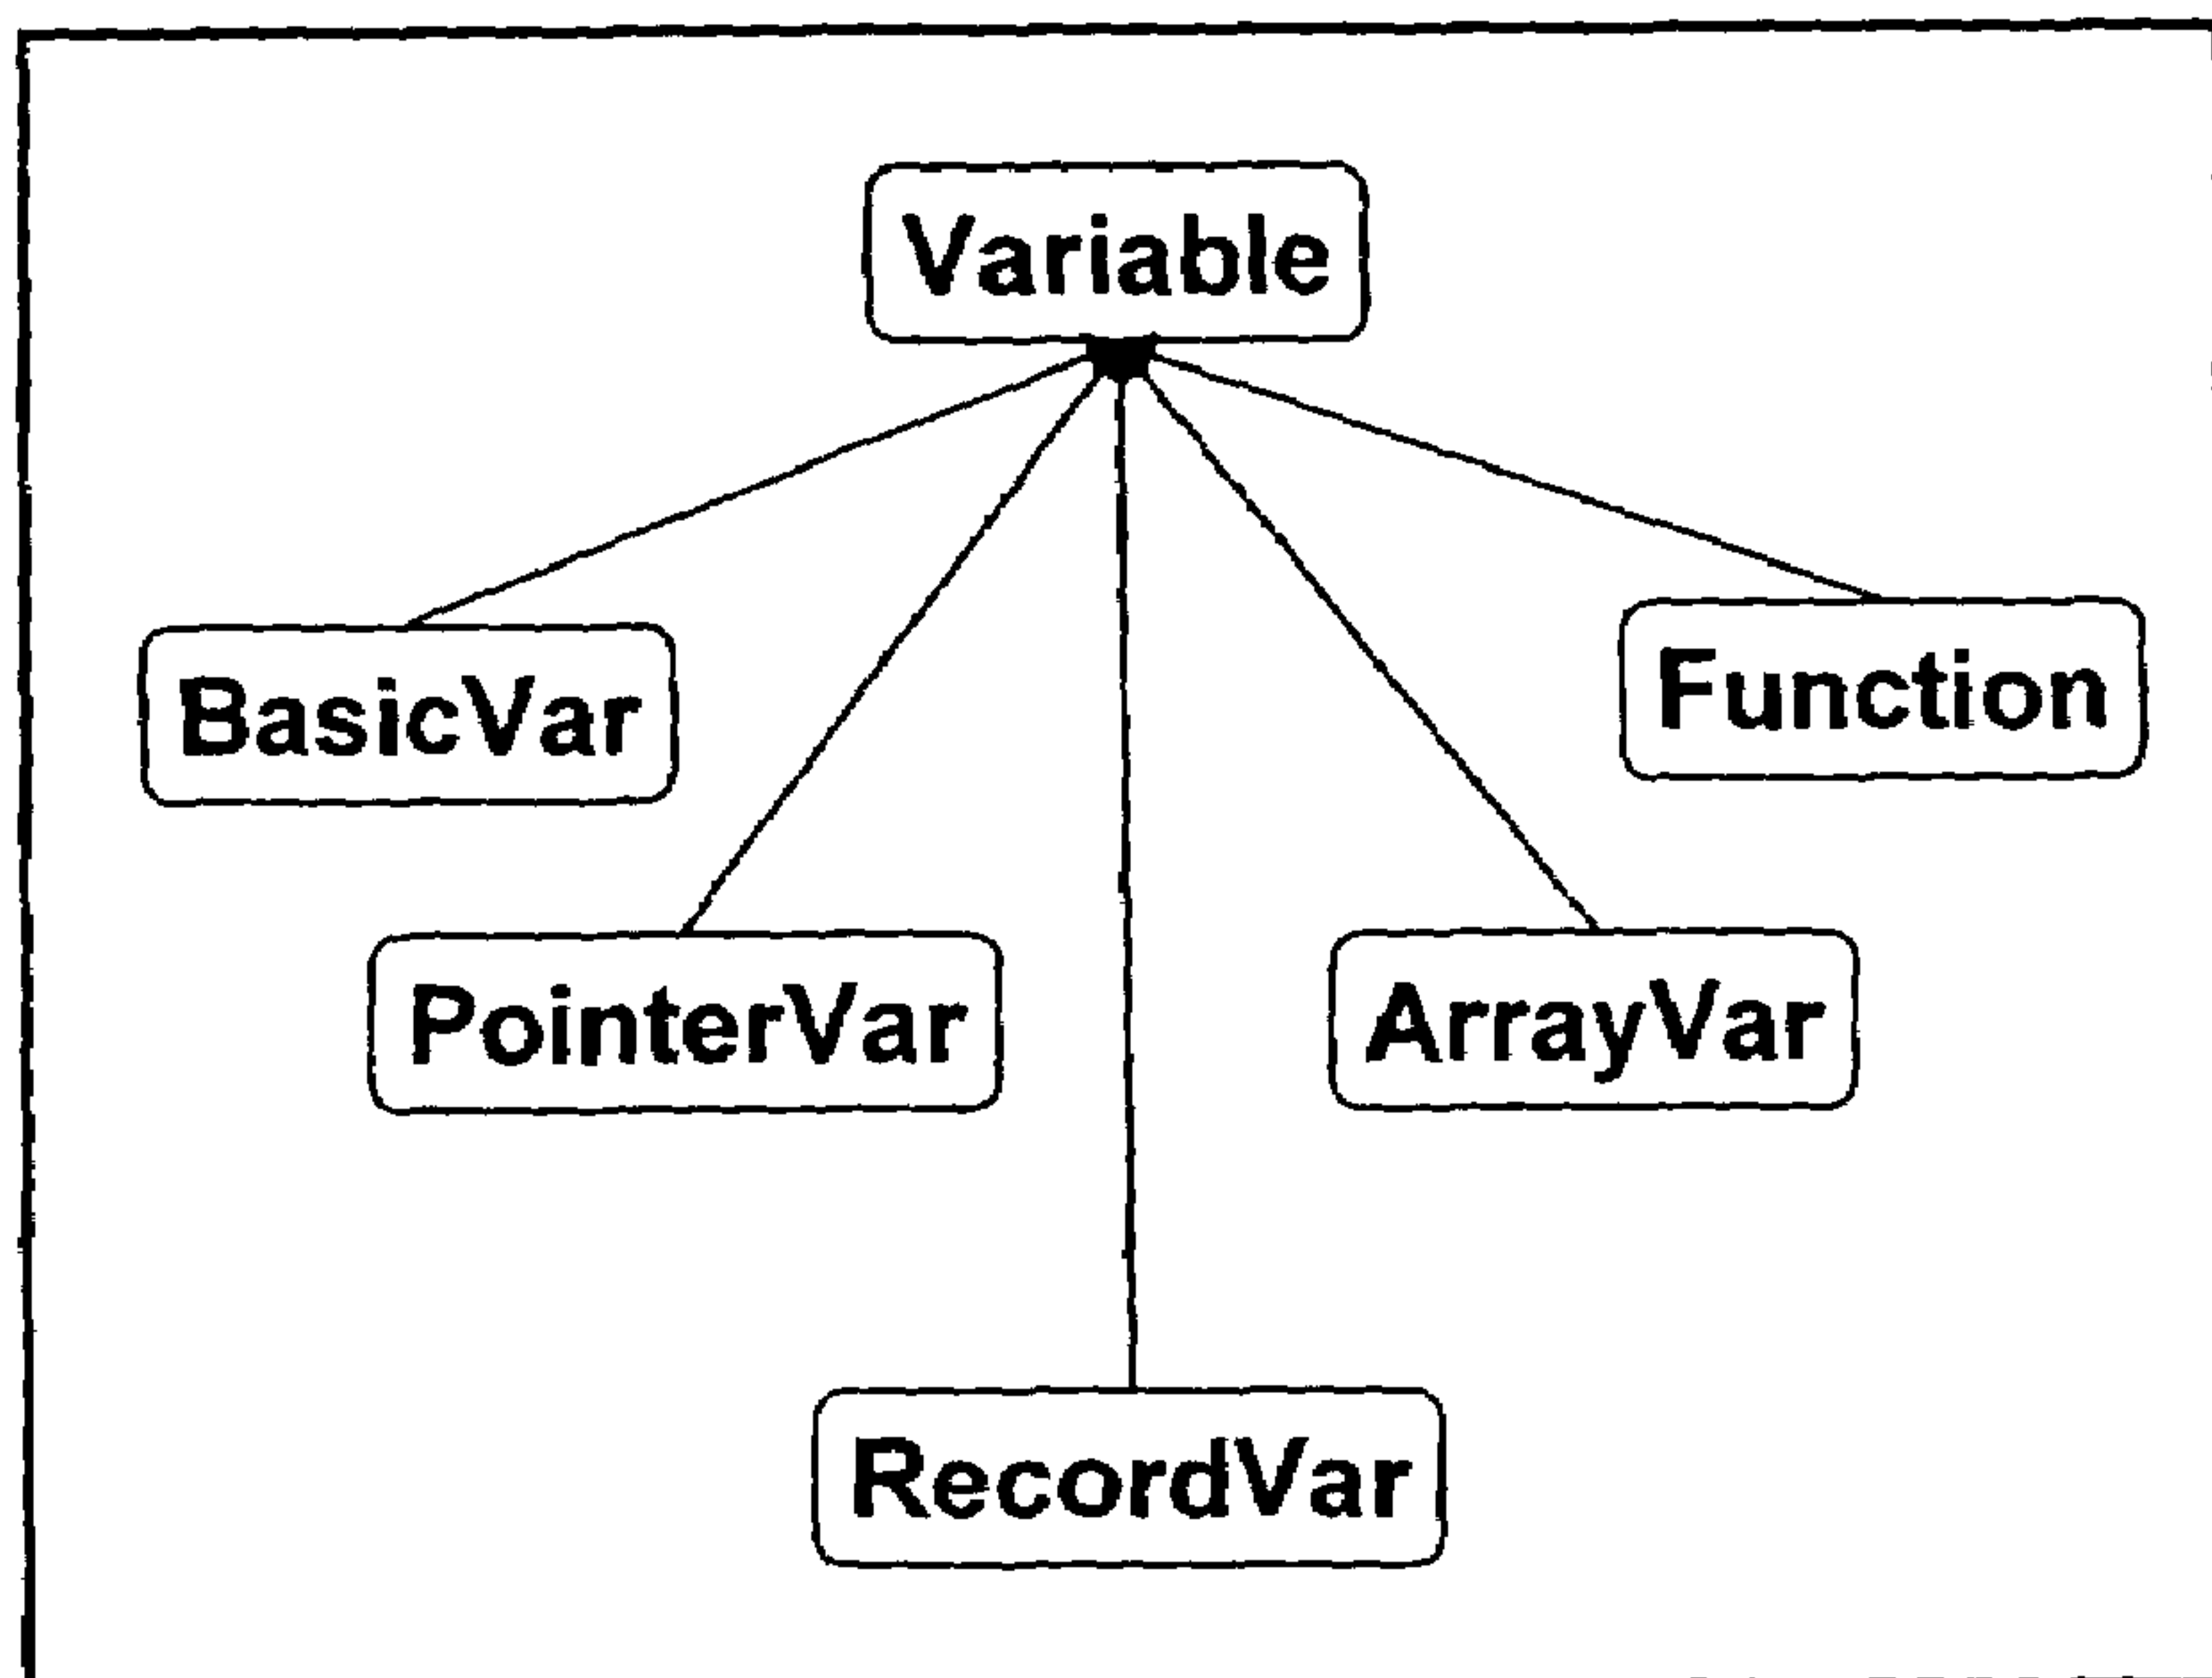 Variable
BasicVar
Function
PointerVar
ArrayVar
RecordVar